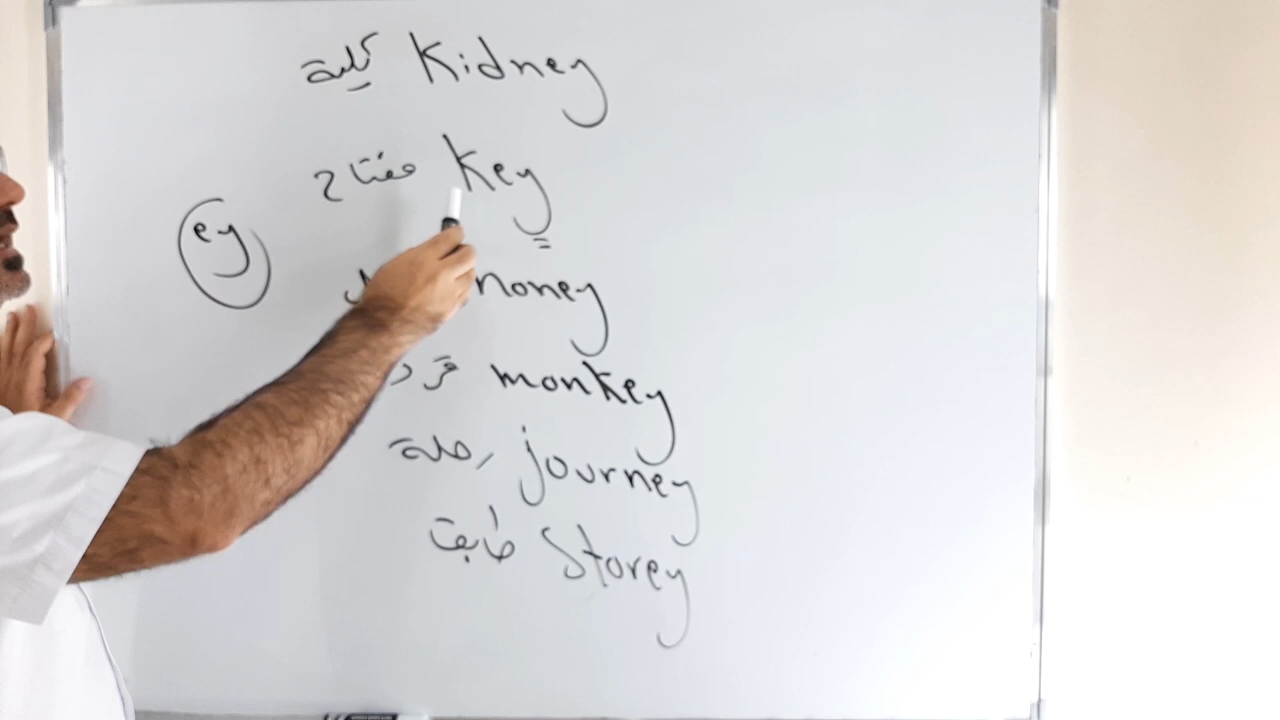 كلية Kidney
مفتاح Key
ey
money
قرد monkey
رحلة journey
طابق Storey